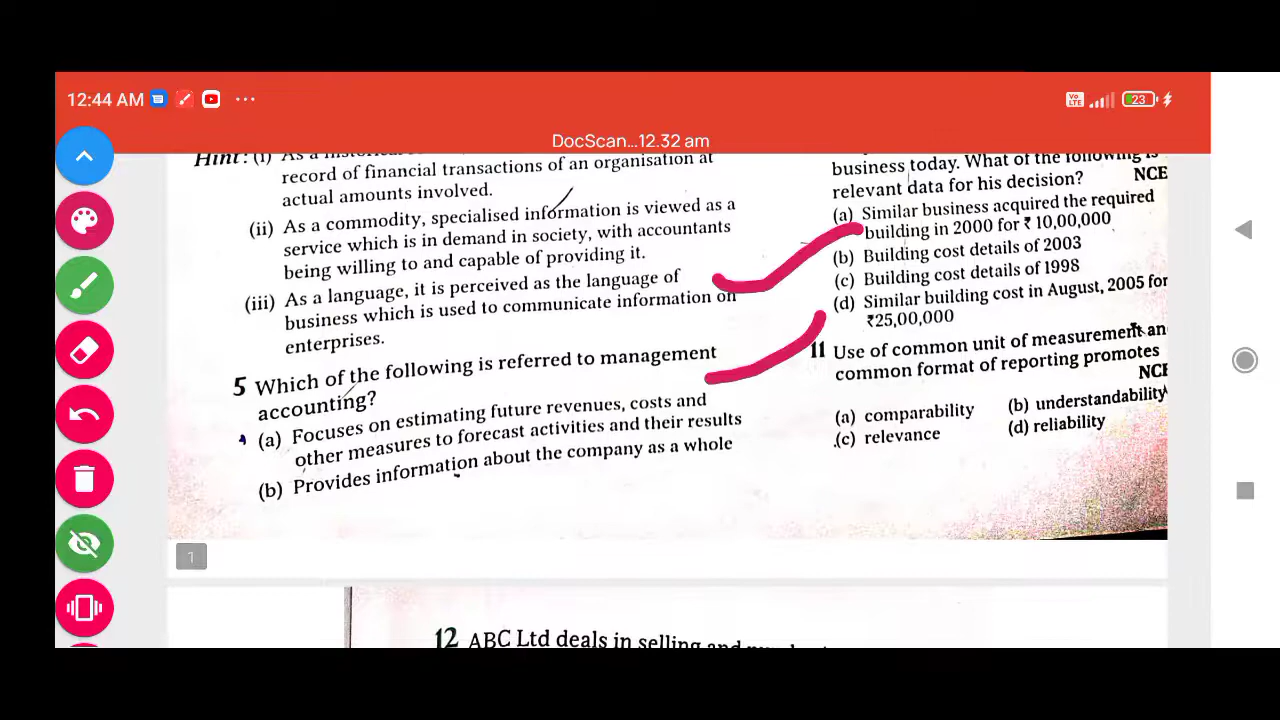 12:44 AM
23
DocScan...12.32 am
Hint: (i) As a
record of financial transactions of an organisation at
actual amounts involved.
(ii) As a commodity, specialised information is viewed as a
service which is in demand in society, with accountants
being willing to and capable of providing it.
(iii) As a language, it is perceived as the language of
business which is used to communicate information on
enterprises.
5 Which of the following is referred to management
accounting?
(a) Focuses on estimating future revenues, costs and
other measures to forecast activities and their results
(b) Provides information about the company as a whole
1
business today. What of the following is
relevant data for his decision? NCE
(a) Similar business acquired the required
building in 2000 for ₹ 10,00,000
(b) Building cost details of 2003
(c) Building cost details of 1998
(d) Similar building cost in August, 2005 for
₹25,00,000
11 Use of common unit of measurement an
common format of reporting promotes
NCE
(a) comparability (b) understandability
(c) relevance (d) reliability
12 ABC Ltd deals in selling and